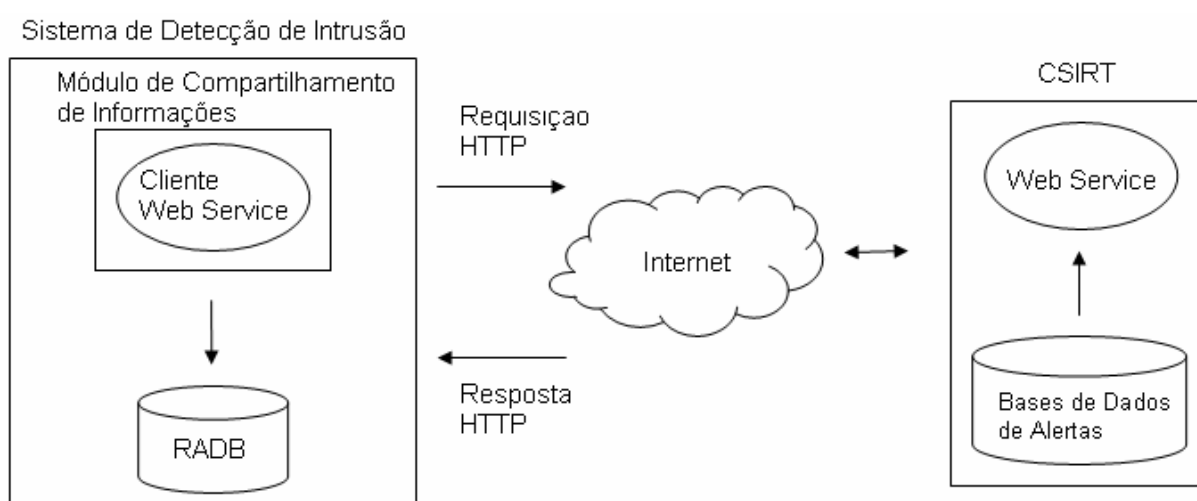 Sistema de Detecção de Intrusão
Módulo de Compartilhamento
de Informações
Cliente
Web Service
RADB
Requisiçao
HTTP
Internet
Resposta
HTTP
CSIRT
Web Service
Bases de Dados
de Alertas